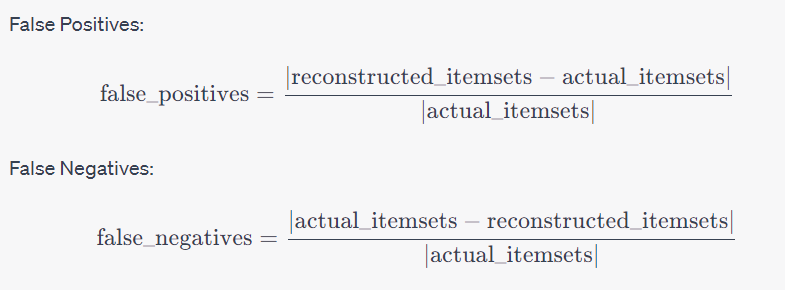 False Positives:
false_positives = |reconstructed_itemsets − actual_itemsets| / |actual_itemsets|
False Negatives:
false_negatives = |actual_itemsets − reconstructed_itemsets| / |actual_itemsets|